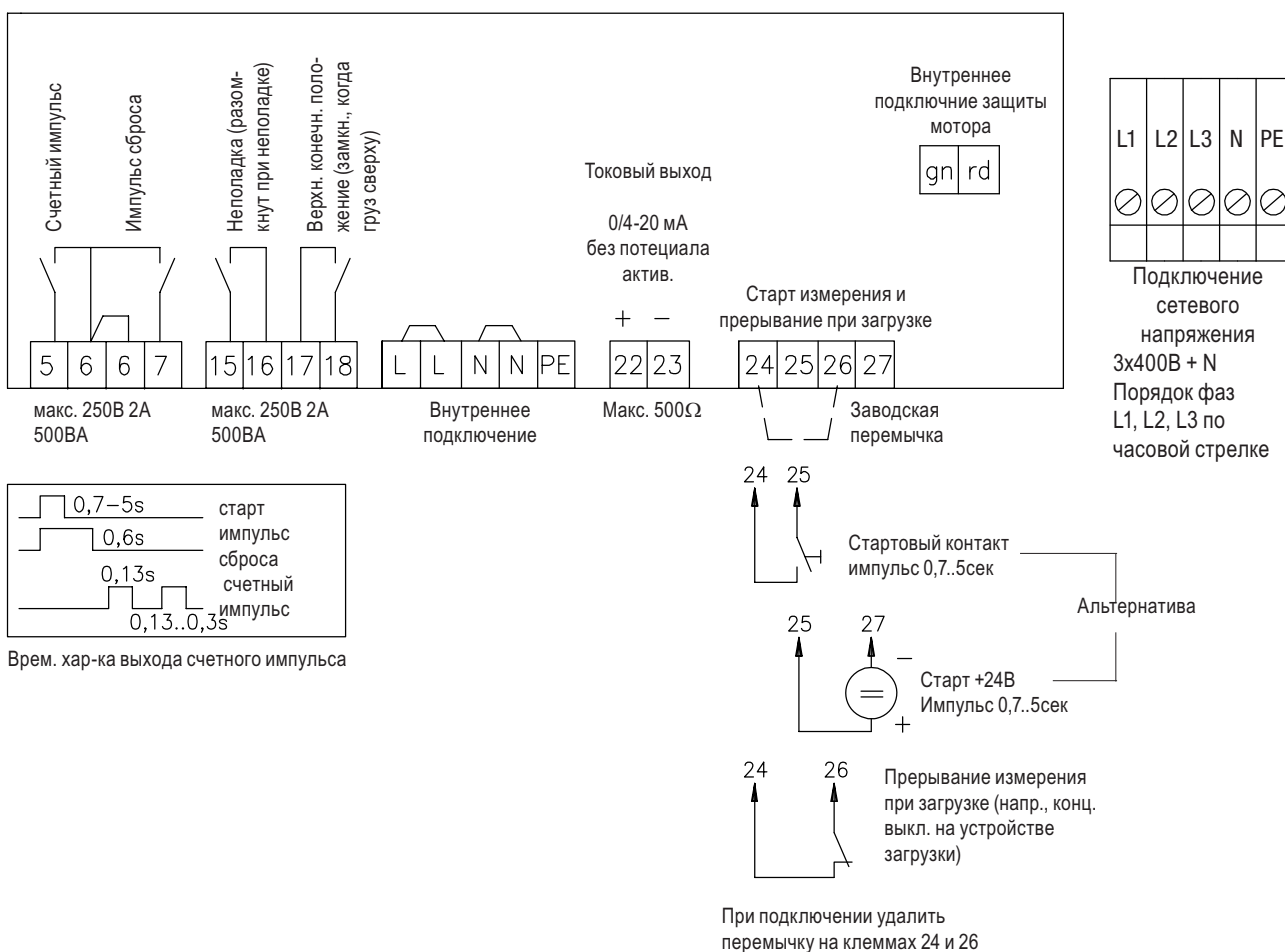 Счетный импульс
Импульс сброса
Неполадка (разом-
кнут при неполадке)
Верхн. конечн. поло-
жение (замкн., когда
груз сверху)
Токовый выход
0/4-20 мА
без потециала
актив.
+ −
Внутреннее
подключние защиты
мотора
gn rd
Старт измерения и
прерывание при загрузке
5 6 6 7
15 16 17 18
L L N N PE
22 23
24 25 26 27
макс. 250В 2А
500ВА
макс. 250В 2А
500ВА
Внутреннее
подключение
Макс. 500Ω
Заводская
перемычка
L1 L2 L3 N PE
Подключение
сетевого
напряжения
3x400В + N
Порядок фаз
L1, L2, L3 по
часовой стрелке
0,7−5s старт
импульс
0,6s
сброса
0,13s счетный
импульс
0,13..0,3s
Врем. хар-ка выхода счетного импульса
24 25
Стартовый контакт
импульс 0,7..5сек
Альтернатива
25 27
−
Старт +24В
Импульс 0,7..5сек
+
24 26
Прерывание измерения
при загрузке (напр., конц.
выкл. на устройстве
загрузки)
При подключении удалить
перемычку на клеммах 24 и 26